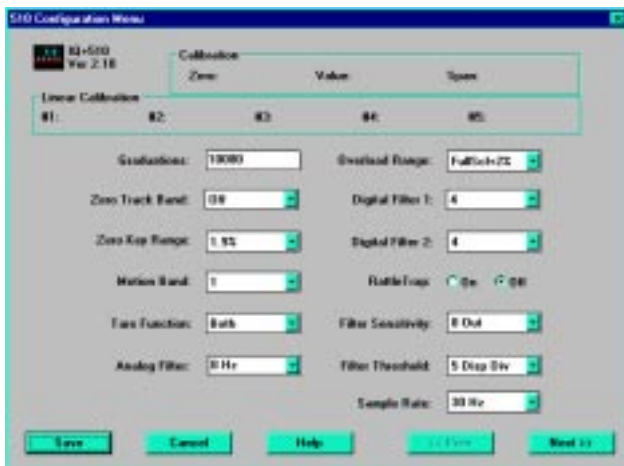 510 Configuration Menu
IQ+510
Ver 2.10
Calibration
Zero: Value: Span:
Linear Calibration
#1: #2: #3: #4: #5:
Graduations: 10000 Overload Range: FullScl+2%
Zero Track Band: Off Digital Filter 1: 4
Zero Key Range: 1.9% Digital Filter 2: 4
Motion Band: 1 RattleTrap: On Off
Tare Function: Both Filter Sensitivity: 8 Out
Analog Filter: 8 Hz Filter Threshold: 5 Disp Div
Sample Rate: 30 Hz
Save Cancel Help << Prev Next >>